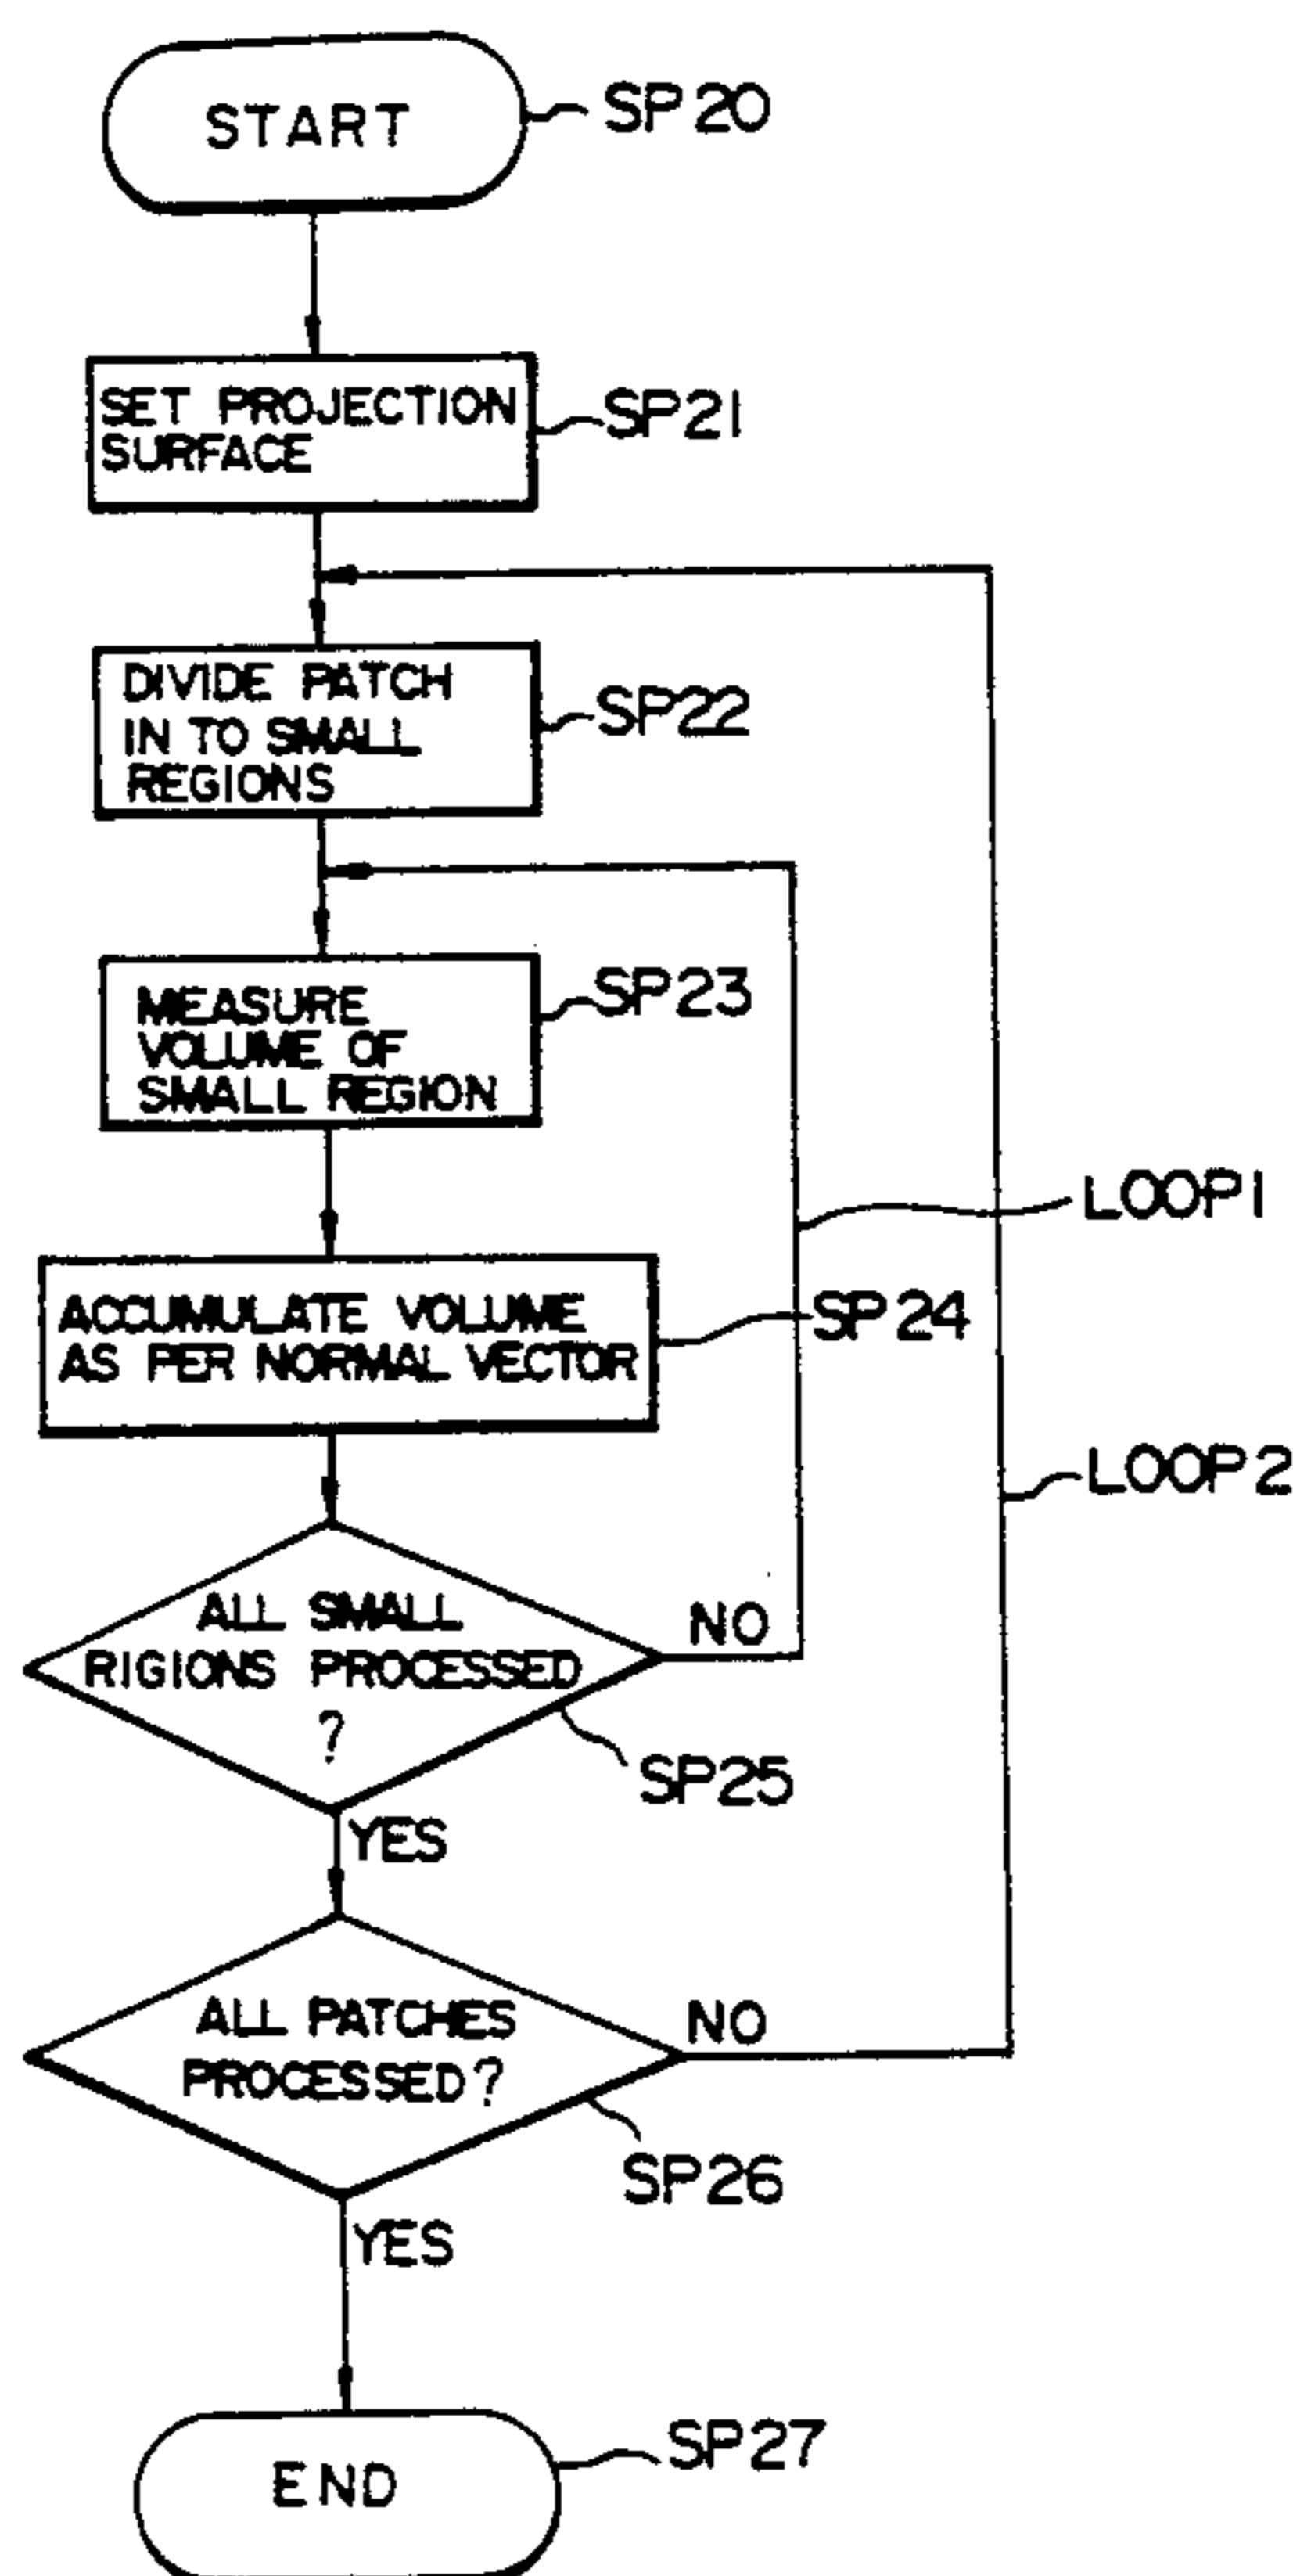 START
SP20
SET PROJECTION
SURFACE
SP21
DIVIDE PATCH
IN TO SMALL
REGIONS
SP22
MEASURE
VOLUME OF
SMALL REGION
SP23
LOOP1
ACCUMULATE VOLUME
AS PER NORMAL VECTOR
SP24
LOOP2
ALL SMALL
RIGIONS PROCESSED
?
NO
SP25
YES
ALL PATCHES
PROCESSED?
NO
SP26
YES
END
SP27